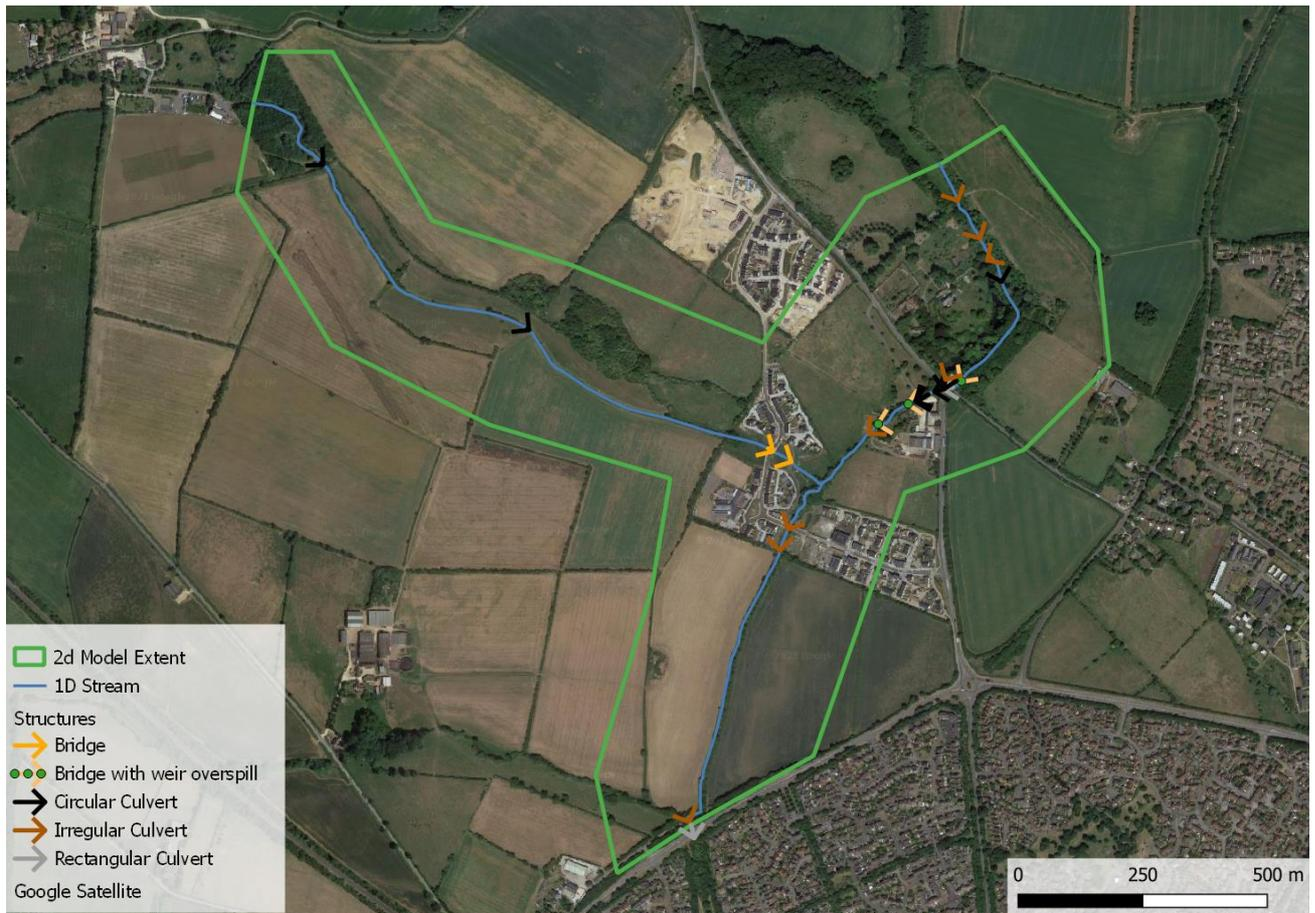 2d Model Extent
1D Stream
Structures
Bridge
Bridge with weir overspill
Circular Culvert
Irregular Culvert
Rectangular Culvert
Google Satellite
0 250 500 m